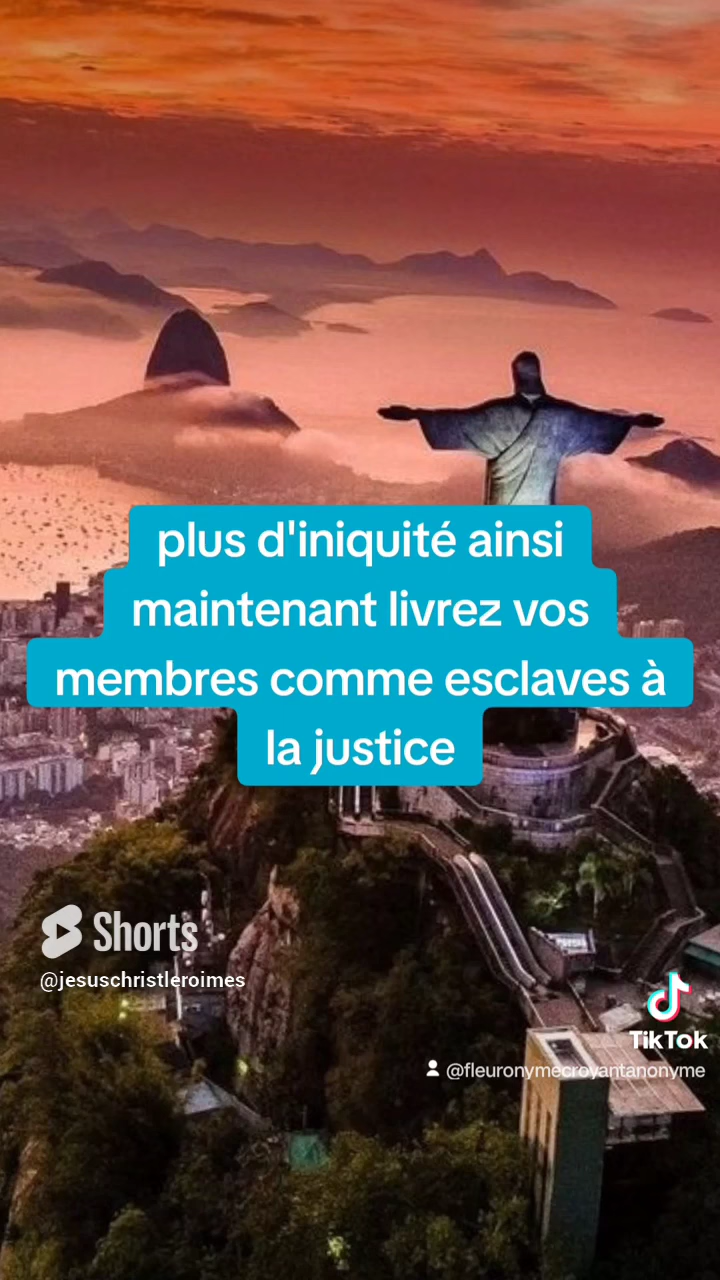 plus d'iniquité ainsi
maintenant livrez vos
membres comme esclaves à
la justice
Shorts
@jesuschristleroimes
TikTok
@fleuronymecroyantanonyme